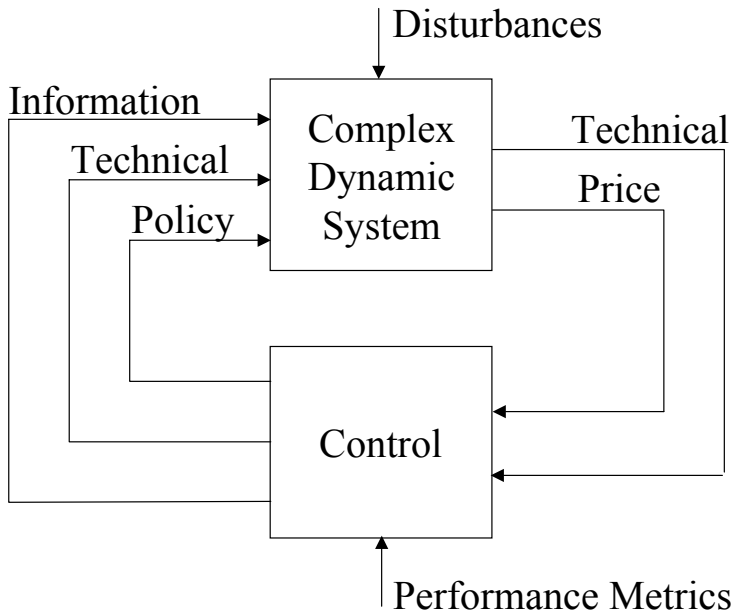 Disturbances
Information
Complex
Dynamic
System
Technical
Technical
Policy
Price
Control
Performance Metrics